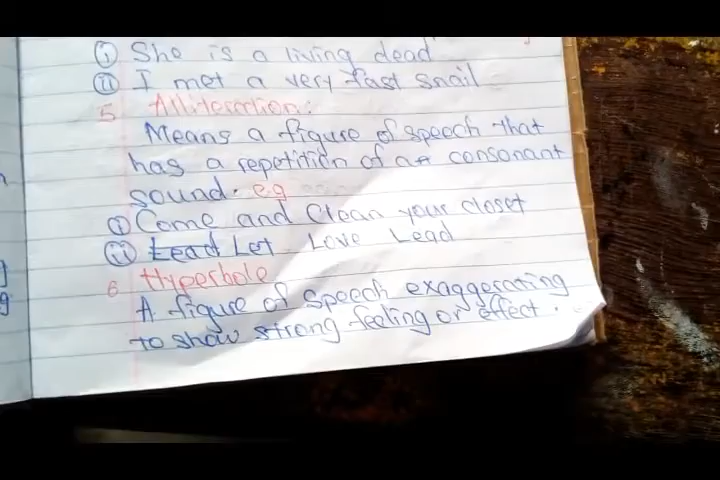 (i) She is a living dead
(ii) I met a very fast snail
5 Alliteration:
Means a figure of speech that
has a repetition of a consonant
sound. e.g
(i) Come and Clean your closet
(ii) Lead Let Love Lead
6 Hyperbole
A figure of speech exaggerating
to show strong feeling or effect.